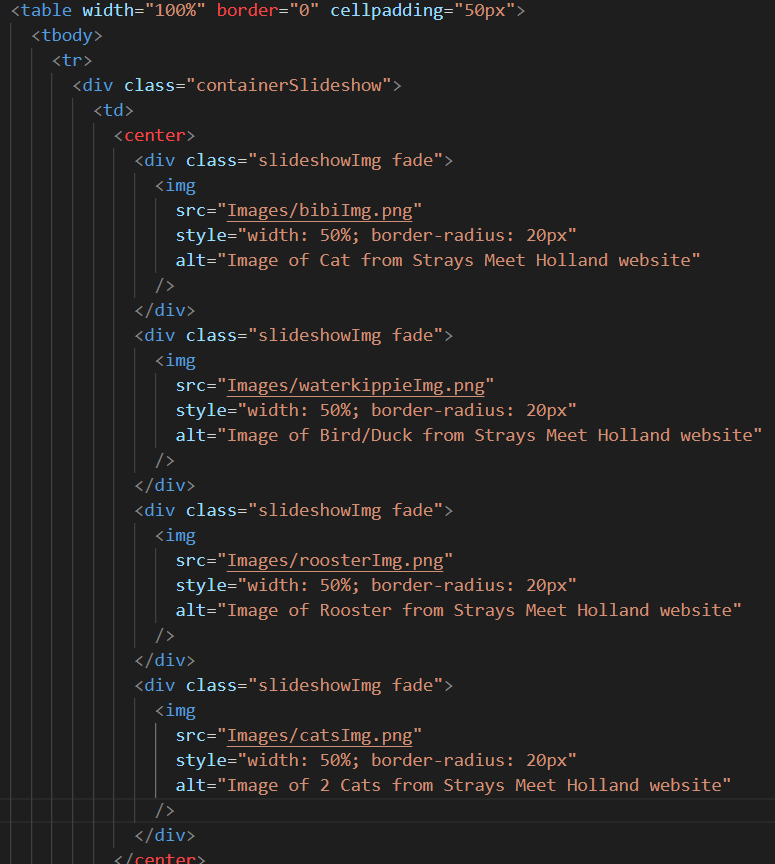 <table width="100%" border="0" cellpadding="50px">
<tbody>
<tr>
<div class="containerSlideshow">
<td>
<center>
<div class="slideshowImg fade">
<img
src="Images/bibiImg.png"
style="width: 50%; border-radius: 20px"
alt="Image of Cat from Strays Meet Holland website"
/>
</div>
<div class="slideshowImg fade">
<img
src="Images/waterkippieImg.png"
style="width: 50%; border-radius: 20px"
alt="Image of Bird/Duck from Strays Meet Holland website"
/>
</div>
<div class="slideshowImg fade">
<img
src="Images/roosterImg.png"
style="width: 50%; border-radius: 20px"
alt="Image of Rooster from Strays Meet Holland website"
/>
</div>
<div class="slideshowImg fade">
<img
src="Images/catsImg.png"
style="width: 50%; border-radius: 20px"
alt="Image of 2 Cats from Strays Meet Holland website"
/>
</div>
</center>